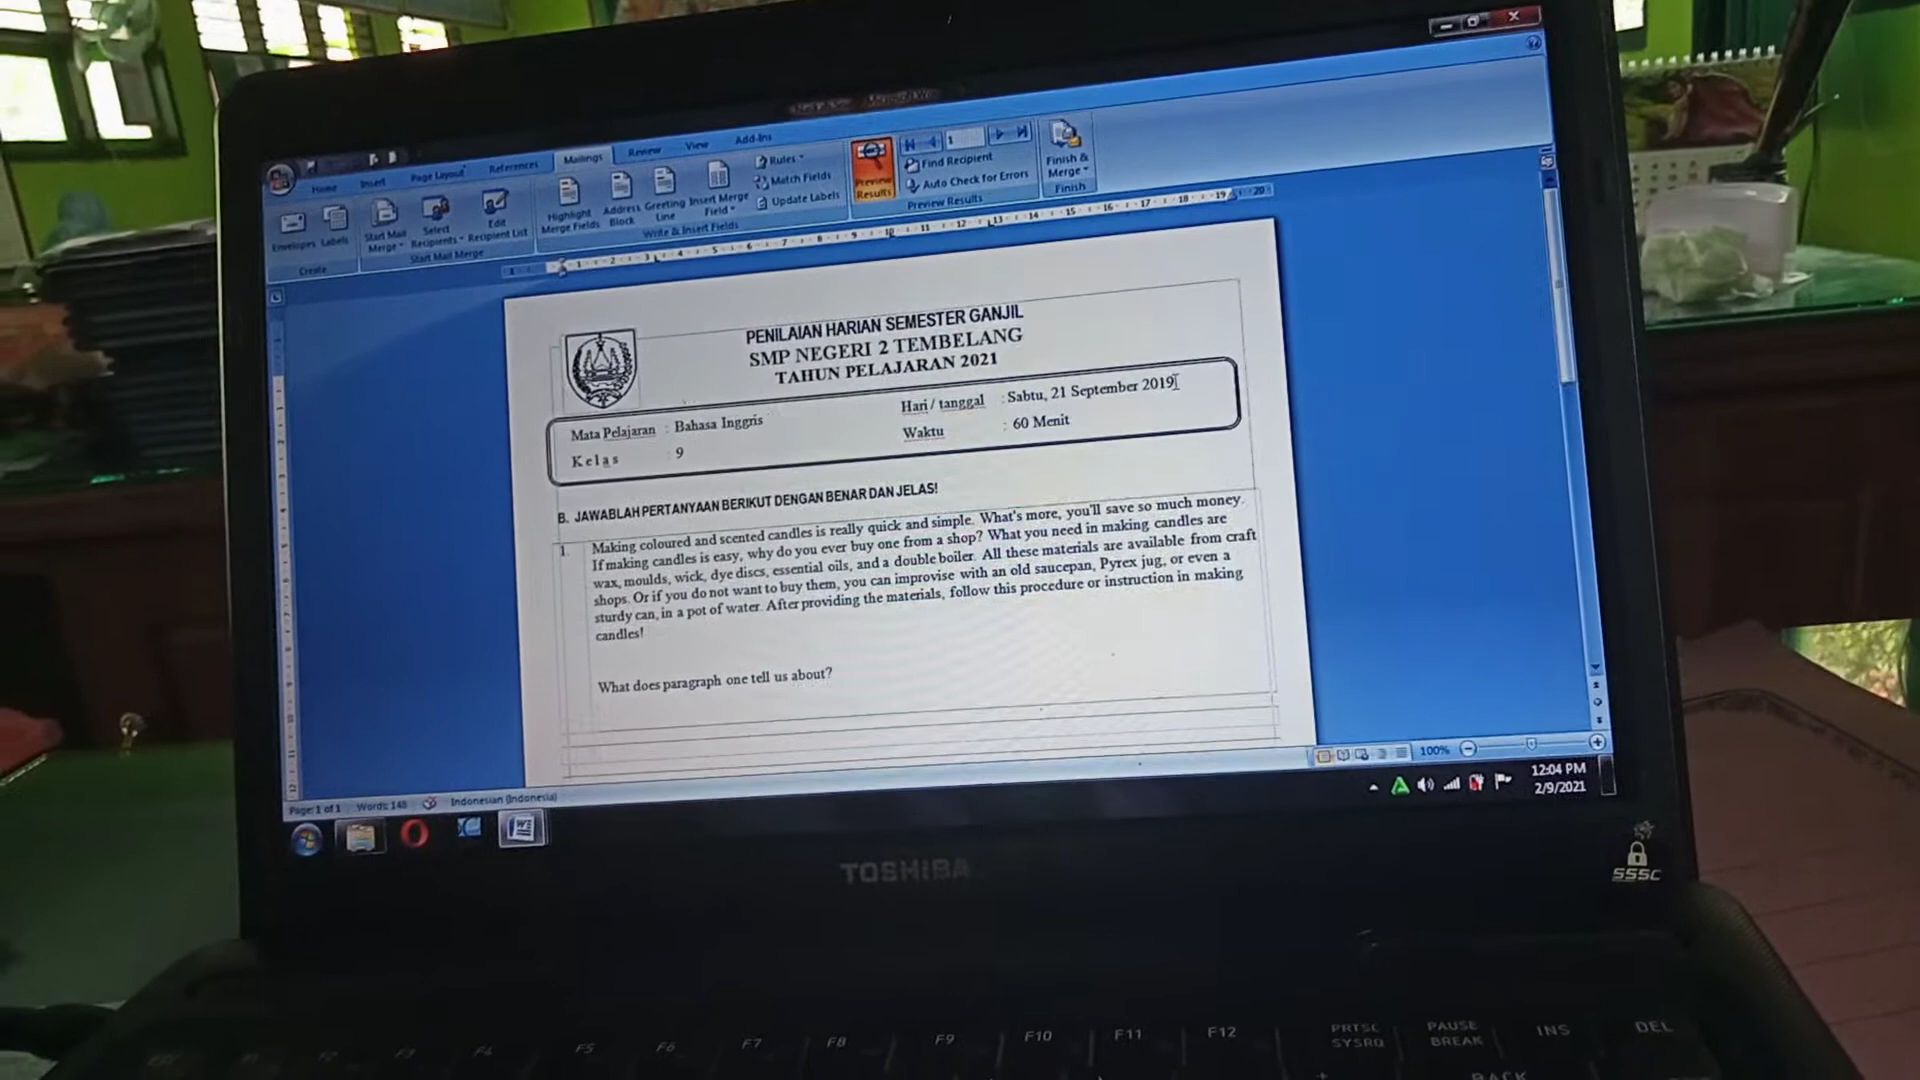 Add-Ins
View
Review
Mailings
References
Page Layout
Insert
Home
Envelopes
Labels
Create
Start Mail Merge
Select Recipients
Edit Recipient List
Start Mail Merge
Highlight Merge Fields
Address Block
Greeting Line
Insert Merge Field
Rules
Match Fields
Update Labels
Write & Insert Fields
Preview Results
1
Find Recipient
Auto Check for Errors
Preview Results
Finish & Merge
Finish
PENILAIAN HARIAN SEMESTER GANJIL
SMP NEGERI 2 TEMBELANG
TAHUN PELAJARAN 2021
Mata Pelajaran : Bahasa Inggris
Hari / tanggal : Sabtu, 21 September 2019
Kelas : 9
Waktu : 60 Menit
B. JAWABLAH PERTANYAAN BERIKUT DENGAN BENAR DAN JELAS!
1. Making coloured and scented candles is really quick and simple. What's more, you'll save so much money.
If making candles is easy, why do you ever buy one from a shop? What you need in making candles are
wax, moulds, wick, dye discs, essential oils, and a double boiler. All these materials are available from craft
shops. Or if you do not want to buy them, you can improvise with an old saucepan, Pyrex jug, or even a
sturdy can, in a pot of water. After providing the materials, follow this procedure or instruction in making
candles!
What does paragraph one tell us about?
Page: 1 of 1 Words: 148 Indonesian (Indonesia)
100%
12:04 PM
2/9/2021
TOSHIBA
SSSC
F7 F8 F9 F10 F11 F12
PRTSC
SYSRQ
PAUSE
BREAK
INS
DEL